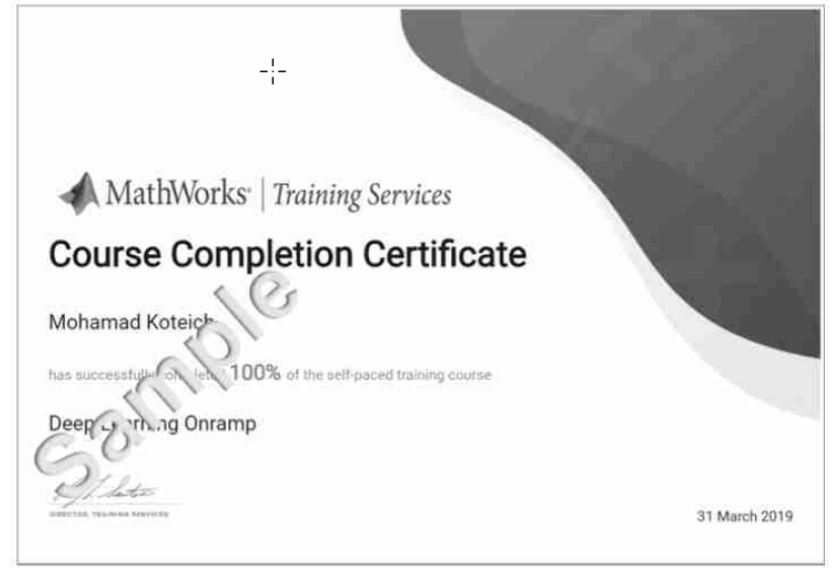 MathWorks® | Training Services
Course Completion Certificate
Mohamad Koteich
has successfully completed 100% of the self-paced training course
Deep Learning Onramp
Sample
DIRECTOR, TRAINING SERVICES
31 March 2019